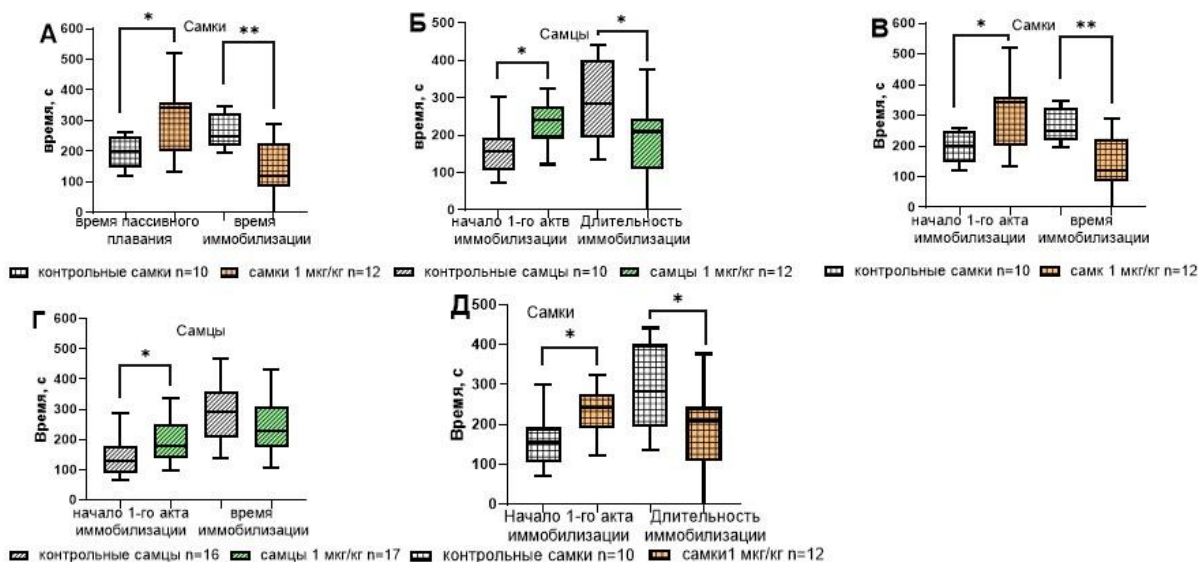 А
Самки
*
**
время, с
600
500
400
300
200
100
0
время пассивного
плавания
время
иммобилизации
контрольные самки n=10
самки 1 мкг/кг n=12
Б
Самцы
*
*
время, с
500
400
300
200
100
0
начало 1-го актв
иммобилизации
Длительность
иммобилизации
контрольные самцы n=10
самцы 1 мкг/кг n=12
В
Самки
*
**
время, с
600
500
400
300
200
100
0
начало 1-го акта
иммобилизации
время
иммобилизации
контрольные самки n=10
самк 1 мкг/кг n=12
Г
Самцы
*
Время, с
600
500
400
300
200
100
0
начало 1-го акта
иммобилизации
время
иммобилизации
контрольные самцы n=16
самцы 1 мкг/кг n=17
Д
Самки
*
*
Время, с
500
400
300
200
100
0
Начало 1-го акта
иммобилизации
Длительность
иммобилизации
контрольные самки n=10
самки1 мкг/кг n=12